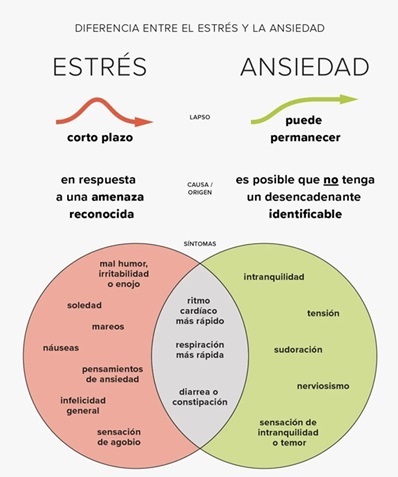 DIFERENCIA ENTRE EL ESTRÉS Y LA ANSIEDAD
ESTRÉS
ANSIEDAD
corto plazo
LAPSO
puede
permanecer
en respuesta
a una amenaza
reconocida
CAUSA /
ORIGEN
es posible que no tenga
un desencadenante
identificable
SÍNTOMAS
mal humor,
irritabilidad
o enojo
soledad
mareos
náuseas
pensamientos
de ansiedad
infelicidad
general
sensación
de agobio
ritmo
cardíaco
más rápido
respiración
más rápida
diarrea o
constipación
intranquilidad
tensión
sudoración
nerviosismo
sensación de
intranquilidad
o temor